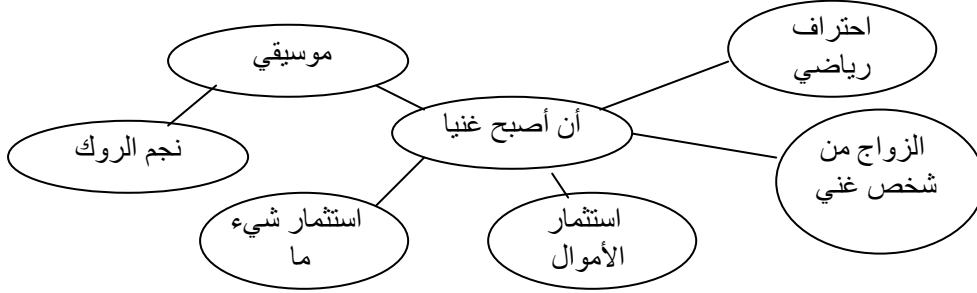 احتراف
رياضي
موسيقي
أن أصبح غنيا
نجم الروك
الزواج من
شخص غني
استثمار شيء
ما
استثمار
الأموال